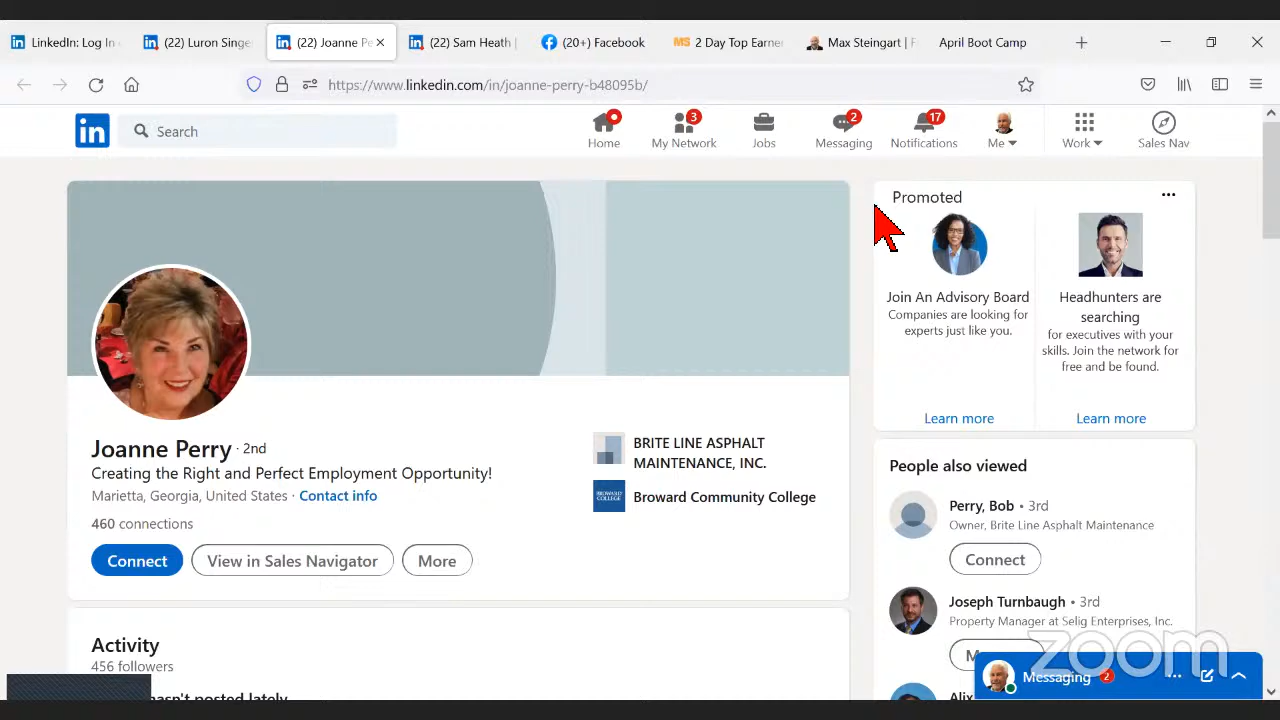 LinkedIn: Log In
(22) Luron Singe
(22) Joanne Pe
(22) Sam Heath |
(20+) Facebook
MS 2 Day Top Earne
Max Steingart | F
April Boot Camp
https://www.linkedin.com/in/joanne-perry-b48095b/
in
Search
3
2
17
Home
My Network
Jobs
Messaging
Notifications
Me
Work
Sales Nav
Promoted
Join An Advisory Board
Companies are looking for
experts just like you.
Learn more
Headhunters are
searching
for executives with your
skills. Join the network for
free and be found.
Learn more
Joanne Perry · 2nd
Creating the Right and Perfect Employment Opportunity!
Marietta, Georgia, United States · Contact info
460 connections
Connect
View in Sales Navigator
More
BRITE LINE ASPHALT
MAINTENANCE, INC.
BROWARD
COLLEGE
Broward Community College
People also viewed
Perry, Bob • 3rd
Owner, Brite Line Asphalt Maintenance
Connect
Joseph Turnbaugh • 3rd
Property Manager at Selig Enterprises, Inc.
Activity
456 followers
hasn't posted lately
Alix
zoom
Messaging 2